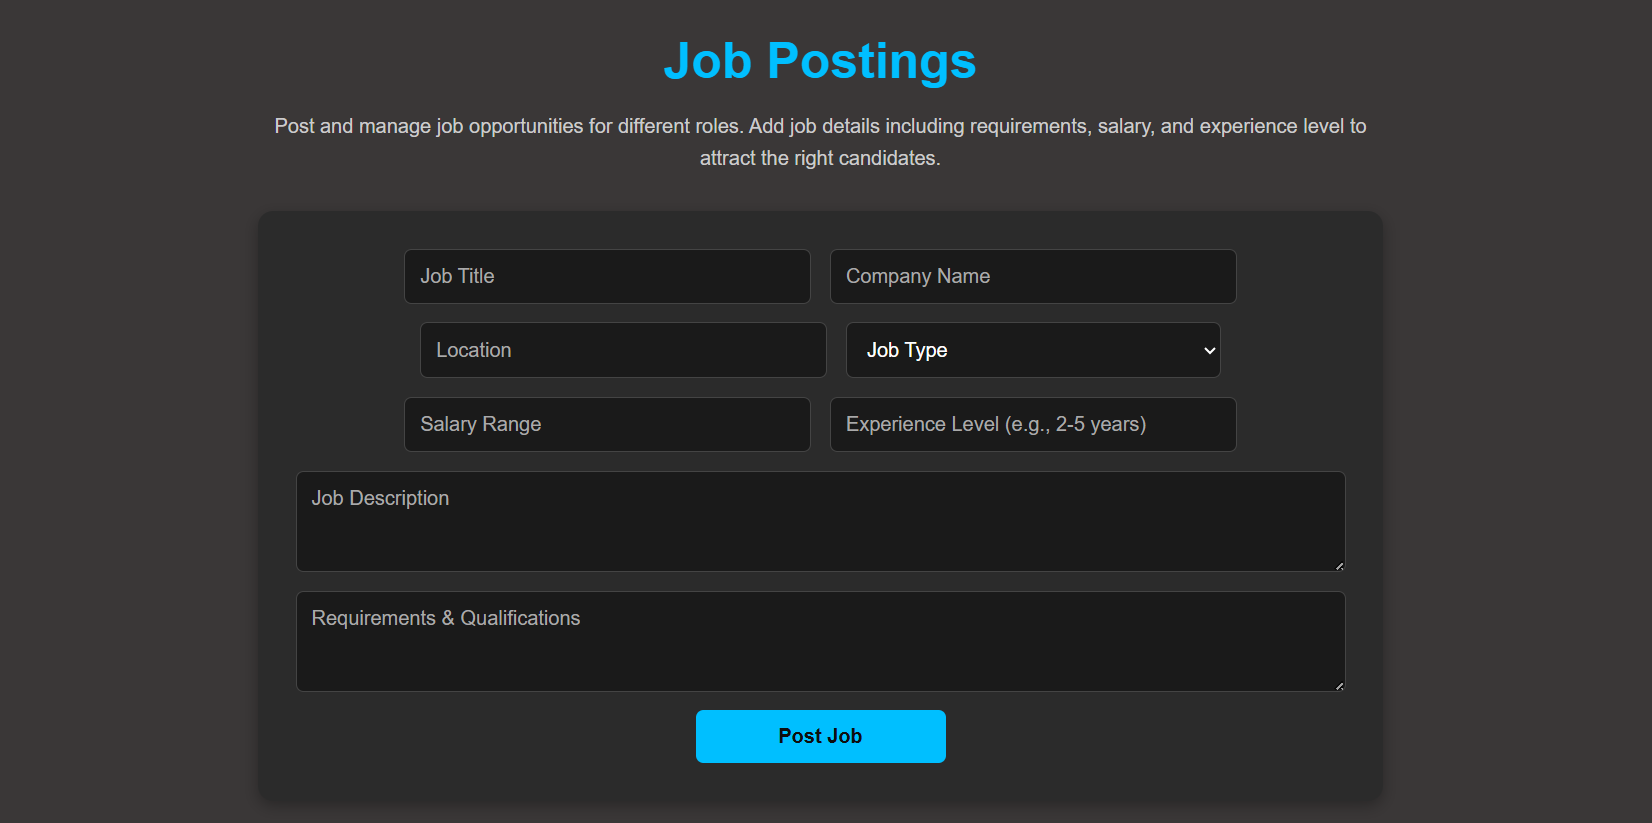 Job Postings
Post and manage job opportunities for different roles. Add job details including requirements, salary, and experience level to
attract the right candidates.
Job Title
Company Name
Location
Job Type
Salary Range
Experience Level (e.g., 2-5 years)
Job Description
Requirements & Qualifications
Post Job